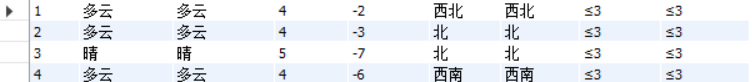 1 多云 多云 4 -2 西北 西北 ≤3 ≤3
2 多云 多云 4 -3 北 北 ≤3 ≤3
3 晴 晴 5 -7 北 北 ≤3 ≤3
4 多云 多云 4 -6 西南 西南 ≤3 ≤3